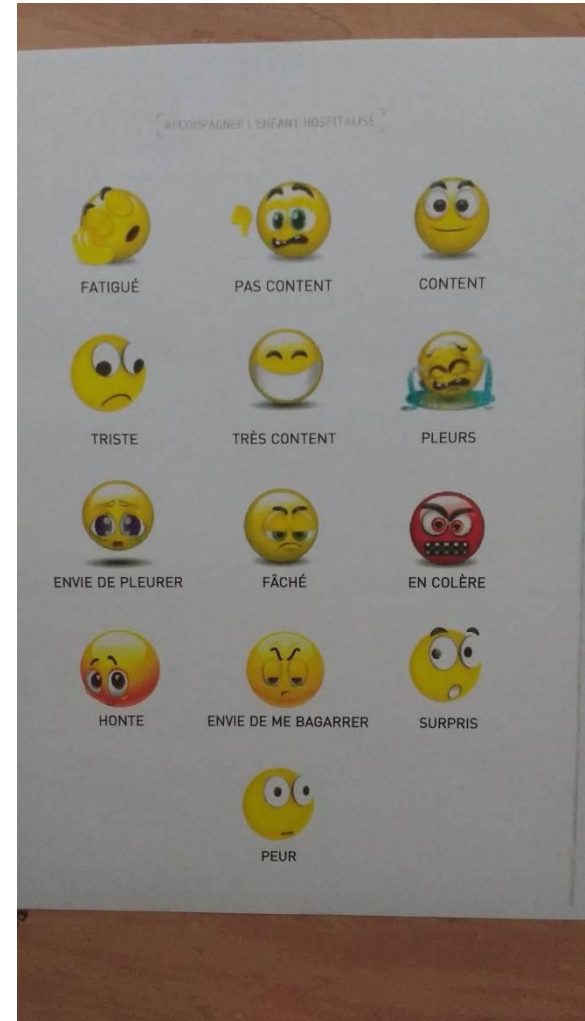 [ACCOMPAGNER L'ENFANT HOSPITALISÉ]
FATIGUÉ PAS CONTENT CONTENT
TRISTE TRÈS CONTENT PLEURS
ENVIE DE PLEURER FÂCHÉ EN COLÈRE
HONTE ENVIE DE ME BAGARRER SURPRIS
PEUR